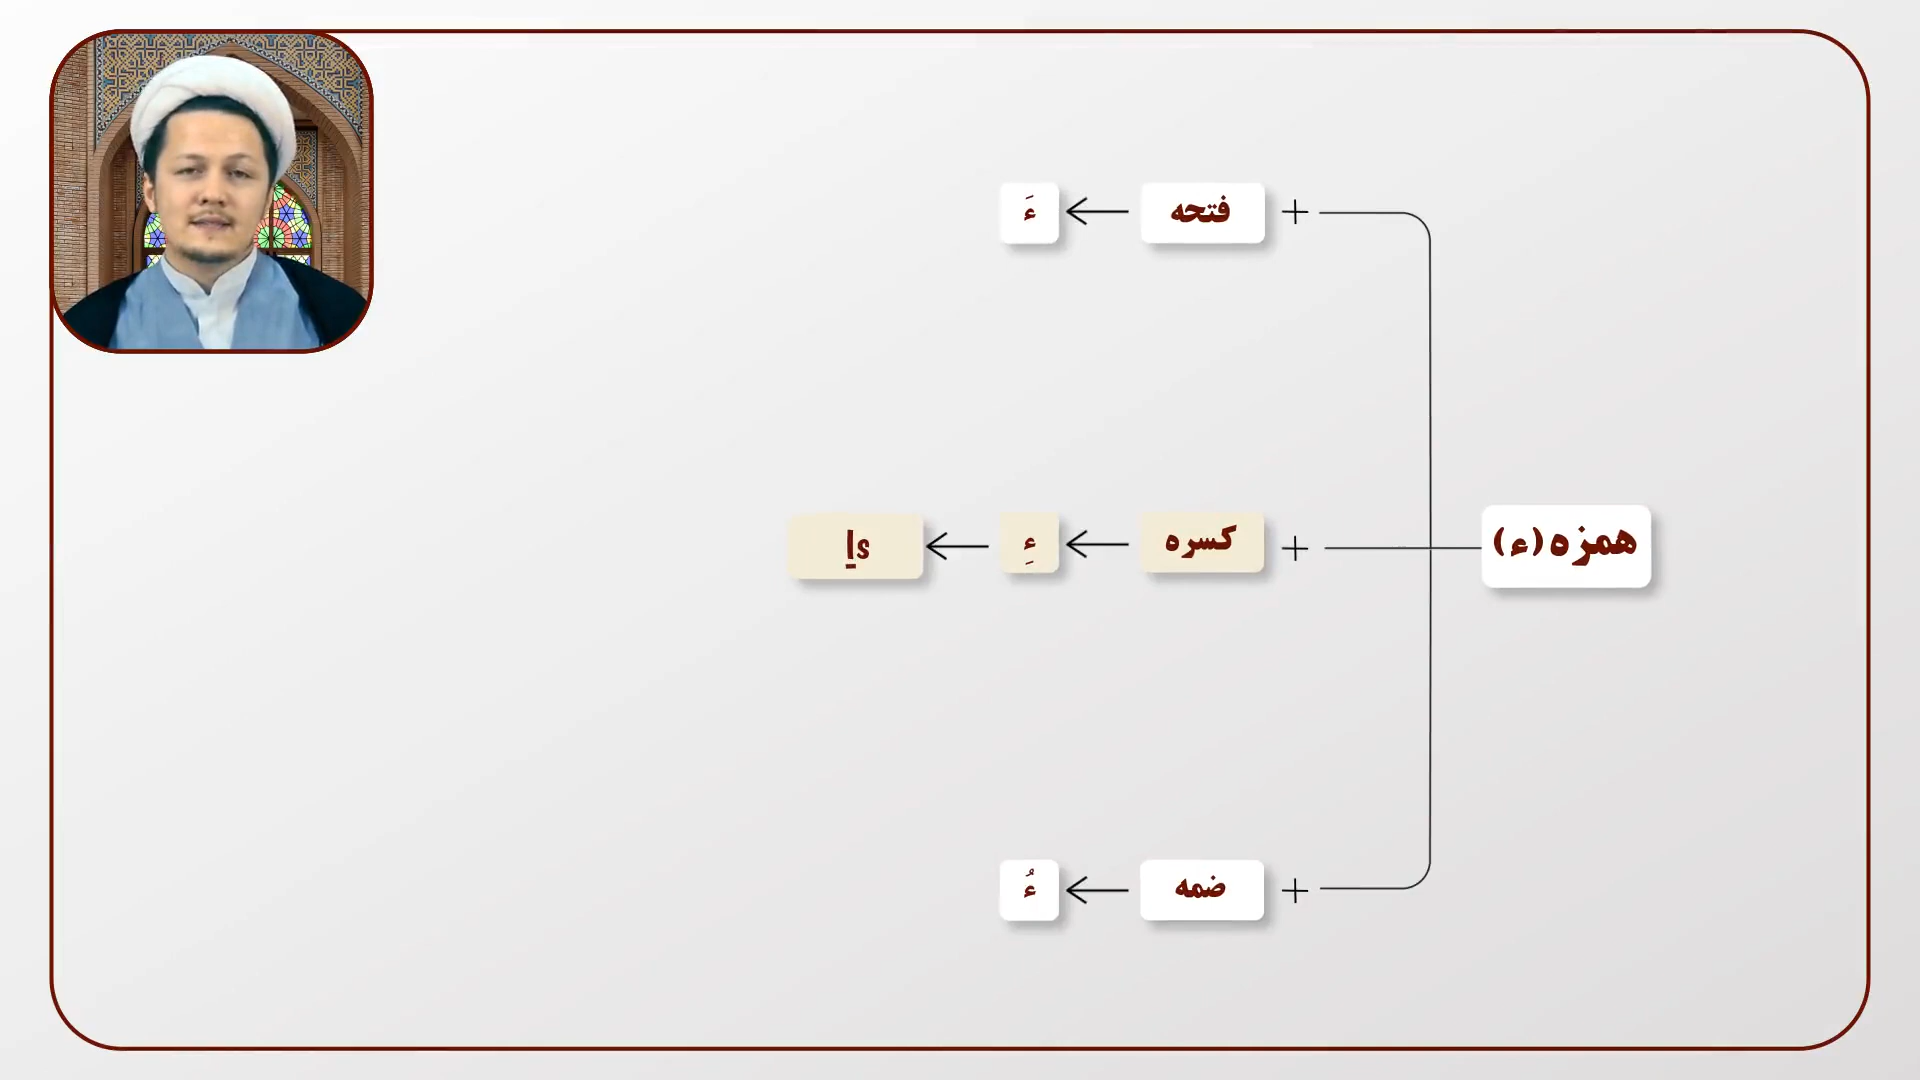 همزه (ء)
+ فتحه ← ءَ
+ کسره ← ءِ ← اِs
+ ضمه ← ءُ